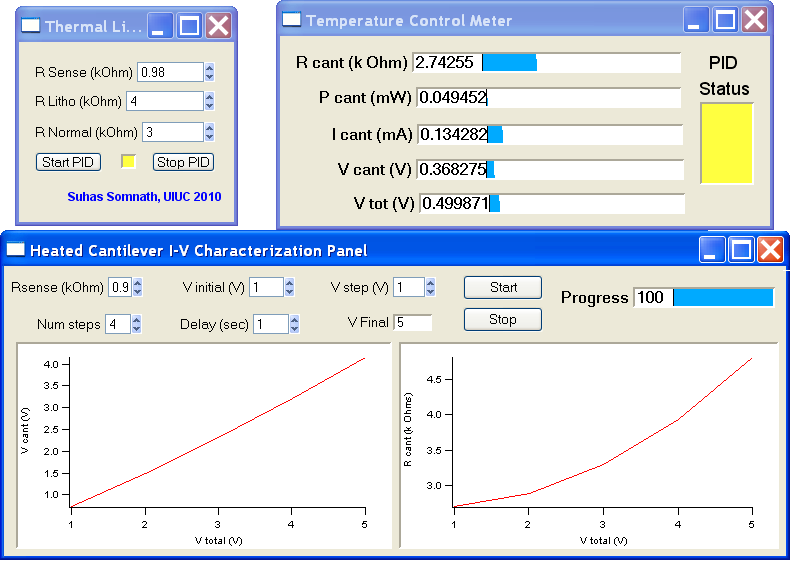 Thermal Li...
R Sense (kOhm) 0.98
R Litho (kOhm) 4
R Normal (kOhm) 3
Start PID Stop PID
Suhas Somnath, UIUC 2010
Temperature Control Meter
R cant (k Ohm) 2.74255
P cant (mW) 0.049452
I cant (mA) 0.134282
V cant (V) 0.368275
V tot (V) 0.499871
PID
Status
Heated Cantilever I-V Characterization Panel
Rsense (kOhm) 0.9 V initial (V) 1 V step (V) 1 Start
Progress 100
Num steps 4 Delay (sec) 1 V Final 5 Stop
V cant (V)
4.0
3.5
3.0
2.5
2.0
1.5
1.0
1 2 3 4 5
V total (V)
R cant (k Ohms)
4.5
4.0
3.5
3.0
1 2 3 4 5
V total (V)